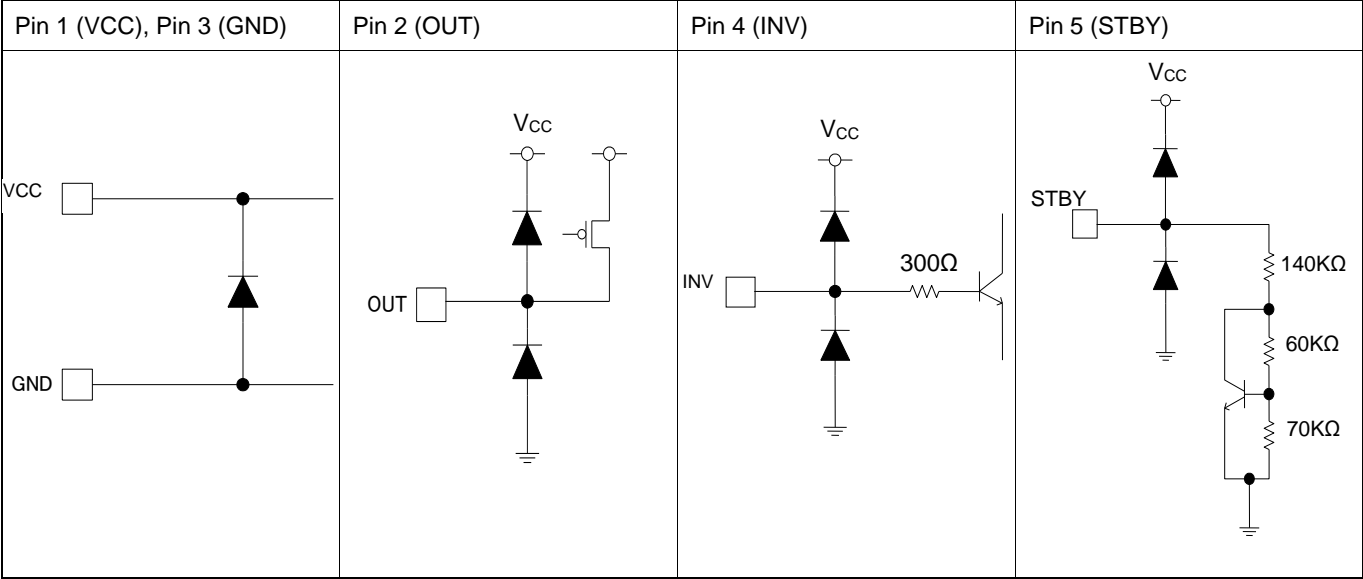 Pin 1 (VCC), Pin 3 (GND)
Pin 2 (OUT)
Pin 4 (INV)
Pin 5 (STBY)
VCC
GND
VCC
OUT
VCC
INV
300Ω
VCC
STBY
140KΩ
60KΩ
70KΩ